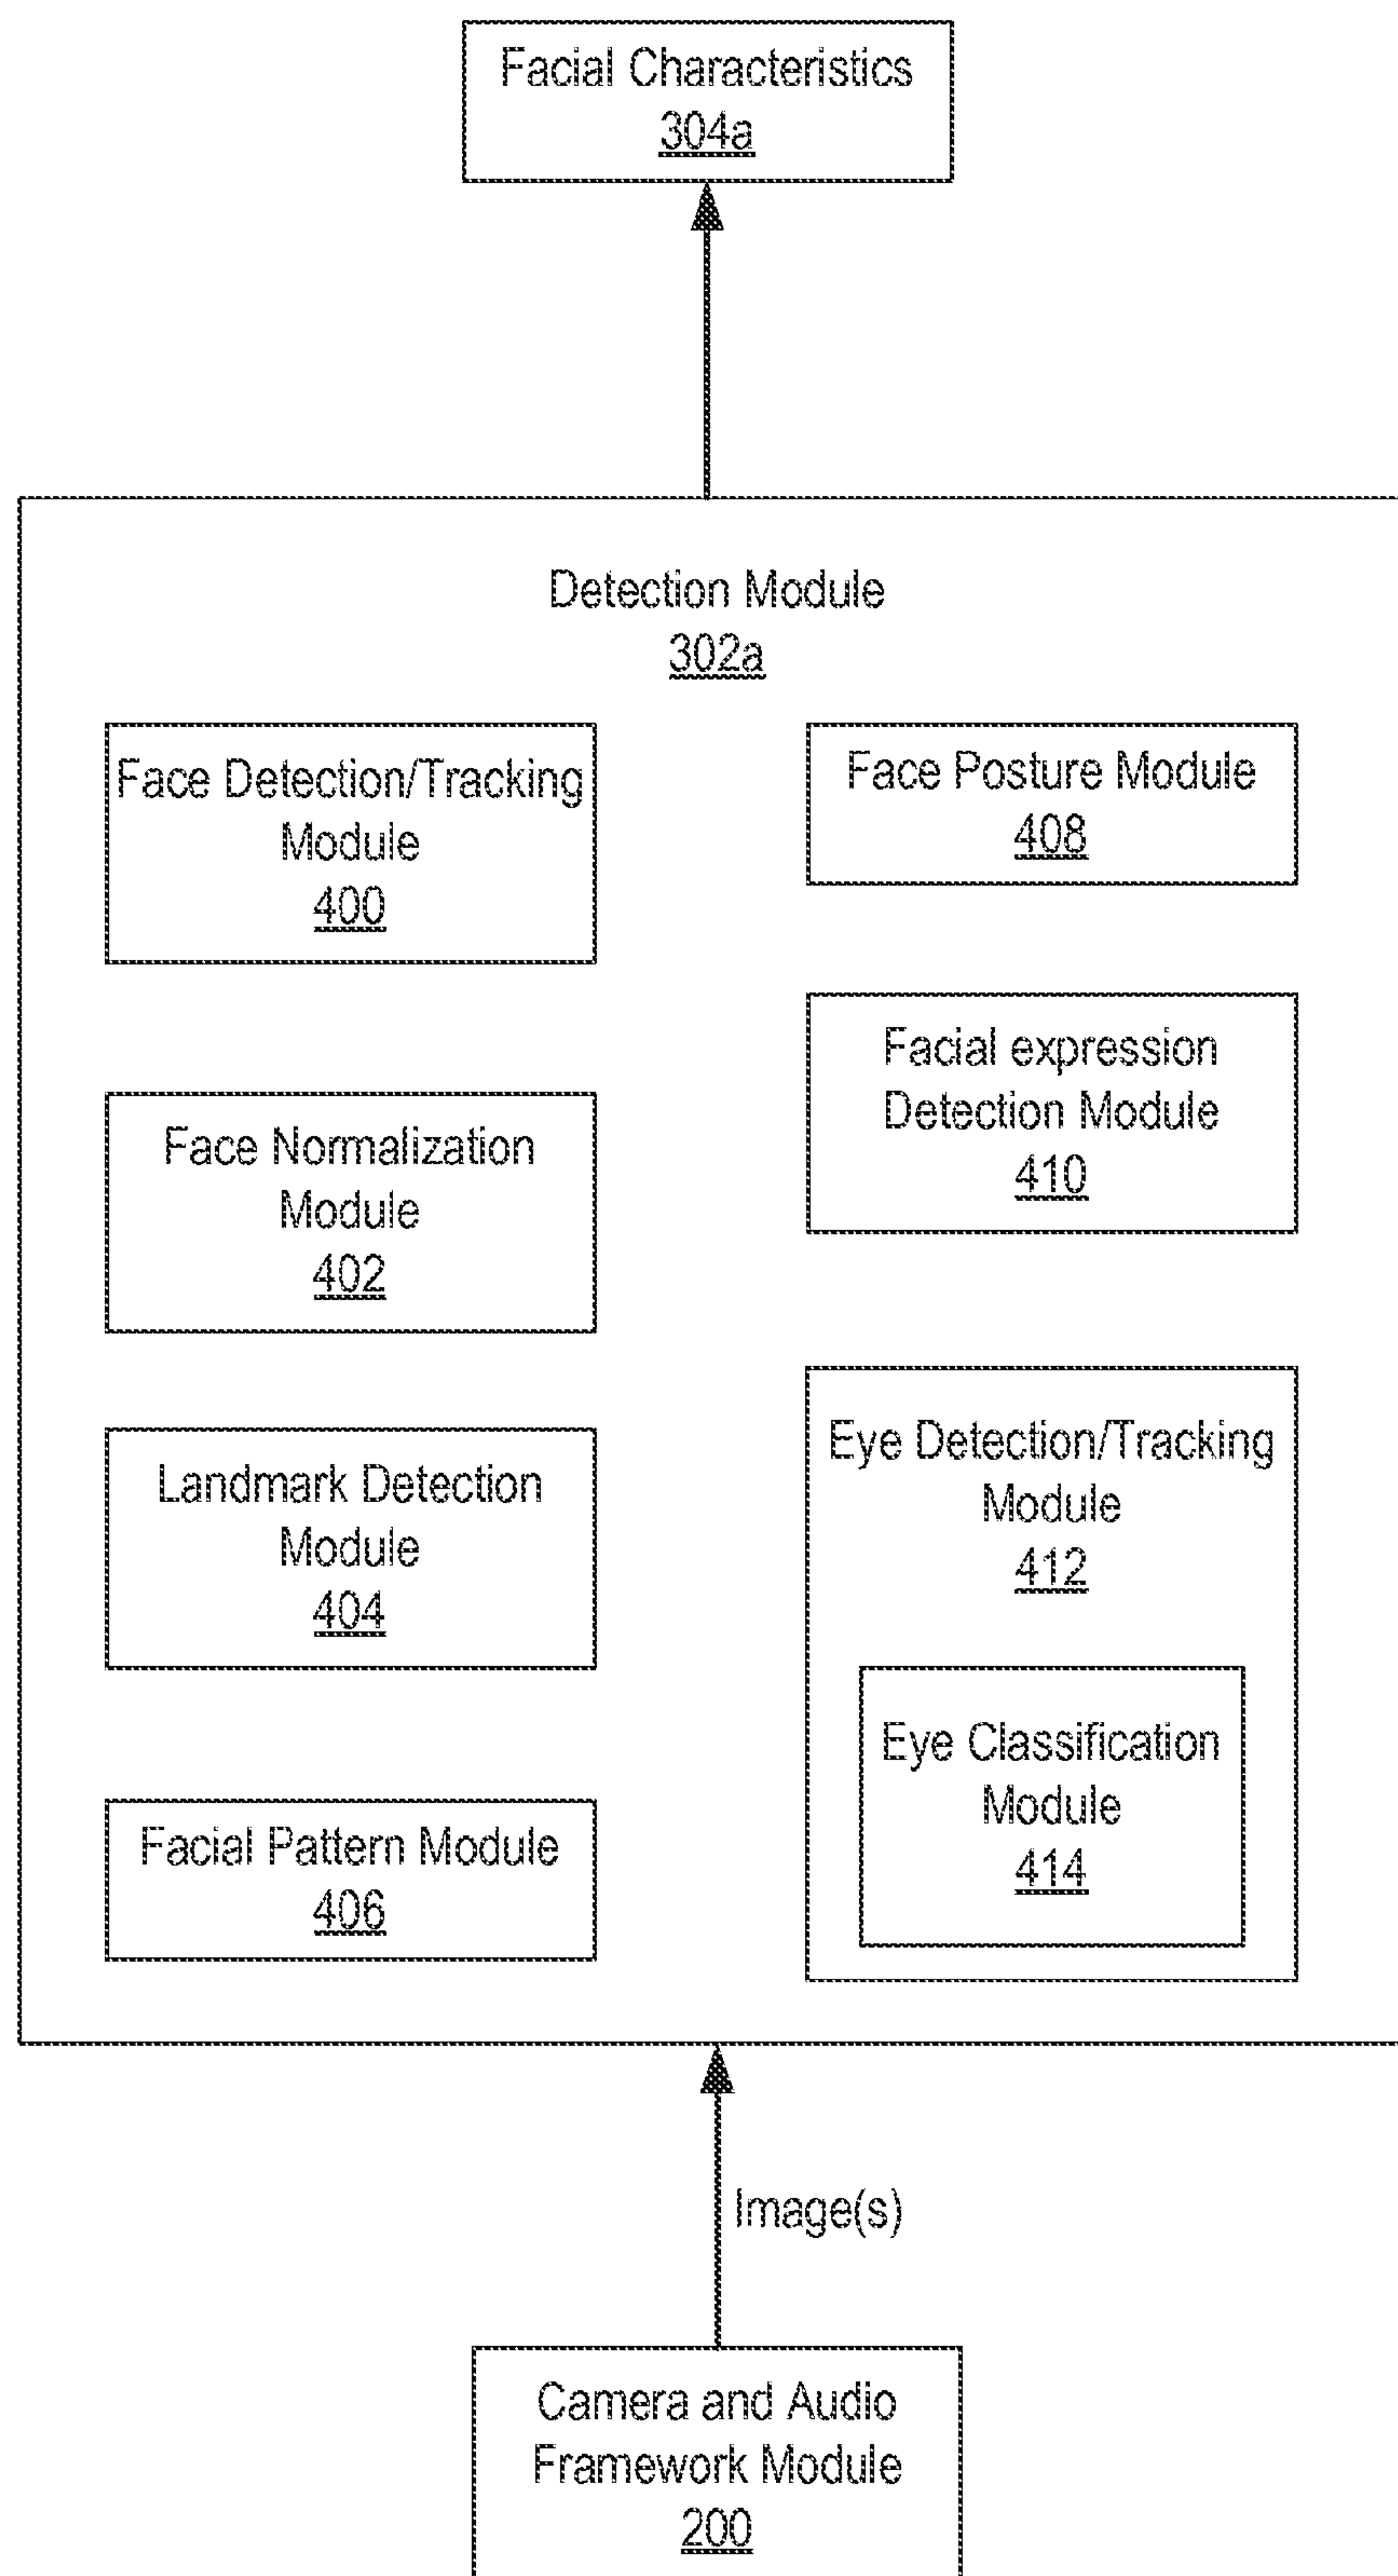 Facial Characteristics
304a
Detection Module
302a
Face Detection/Tracking
Module
400
Face Normalization
Module
402
Landmark Detection
Module
404
Facial Pattern Module
406
Face Posture Module
408
Facial expression
Detection Module
410
Eye Detection/Tracking
Module
412
Eye Classification
Module
414
Image(s)
Camera and Audio
Framework Module
200